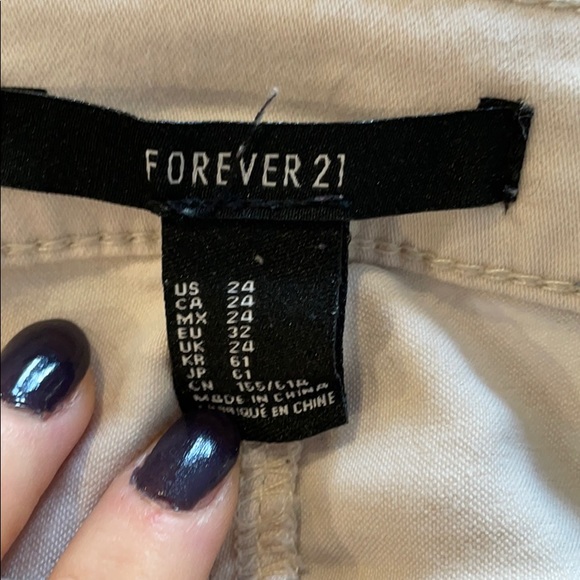 FOREVER 21
US 24
CA 24
MX 24
EU 32
UK 24
KR 61
JP 61
CN 155/61A
MADE IN CHINA
FABRIQUÉ EN CHINE